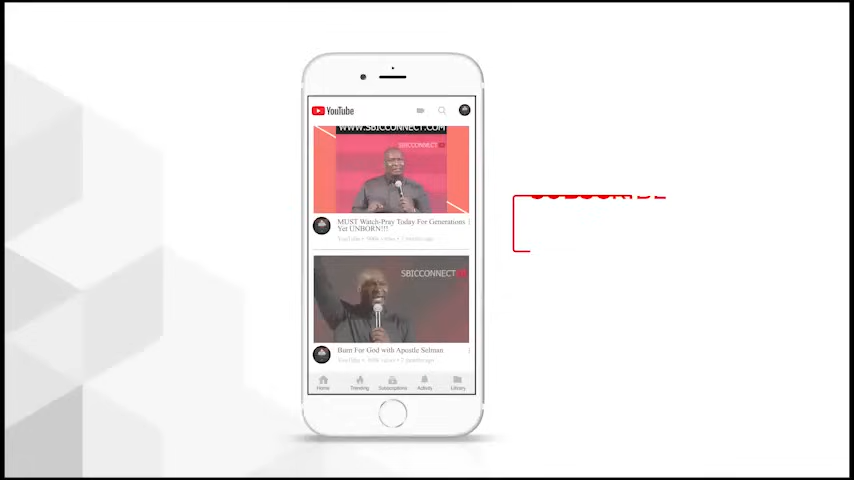 YouTube
WWW.SBICCONNECT.COM
SBICCONNECT
MUST Watch-Pray Today For Generations
Yet UNBORN!!!
SBICCONNECT
Burn For God with Apostle Selman
Home Trending Subscriptions Activity Library
SUBSCRIBE